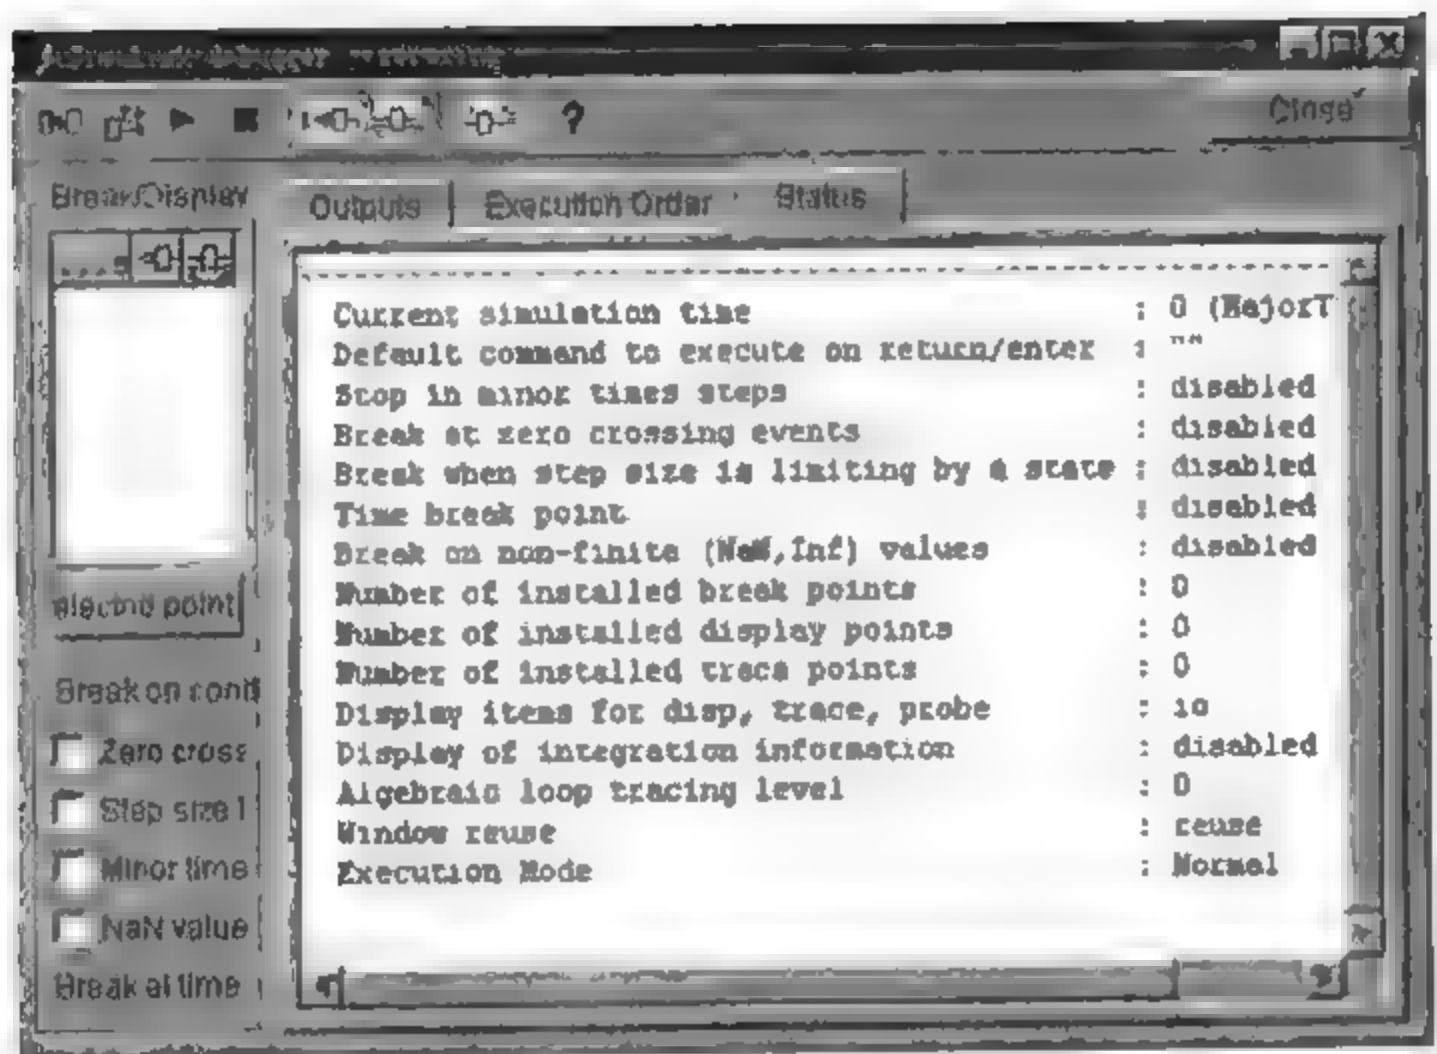 ?
Close
Break/Display
Outputs
Execution Order
Status
Current simulation time : 0 (MajorT
Default command to execute on return/enter : ""
Stop in minor times steps : disabled
Break at zero crossing events : disabled
Break when step size is limiting by a state : disabled
Time break point : disabled
Break on non-finite (NaN,Inf) values : disabled
Number of installed break points : 0
Number of installed display points : 0
Number of installed trace points : 0
Display items for disp, trace, probe : io
Display of integration information : disabled
Algebraic loop tracing level : 0
Window reuse : reuse
Execution Mode : Normal
point
Break on condi
Zero cross
Step size l
Minor time
NaN value
Break at time